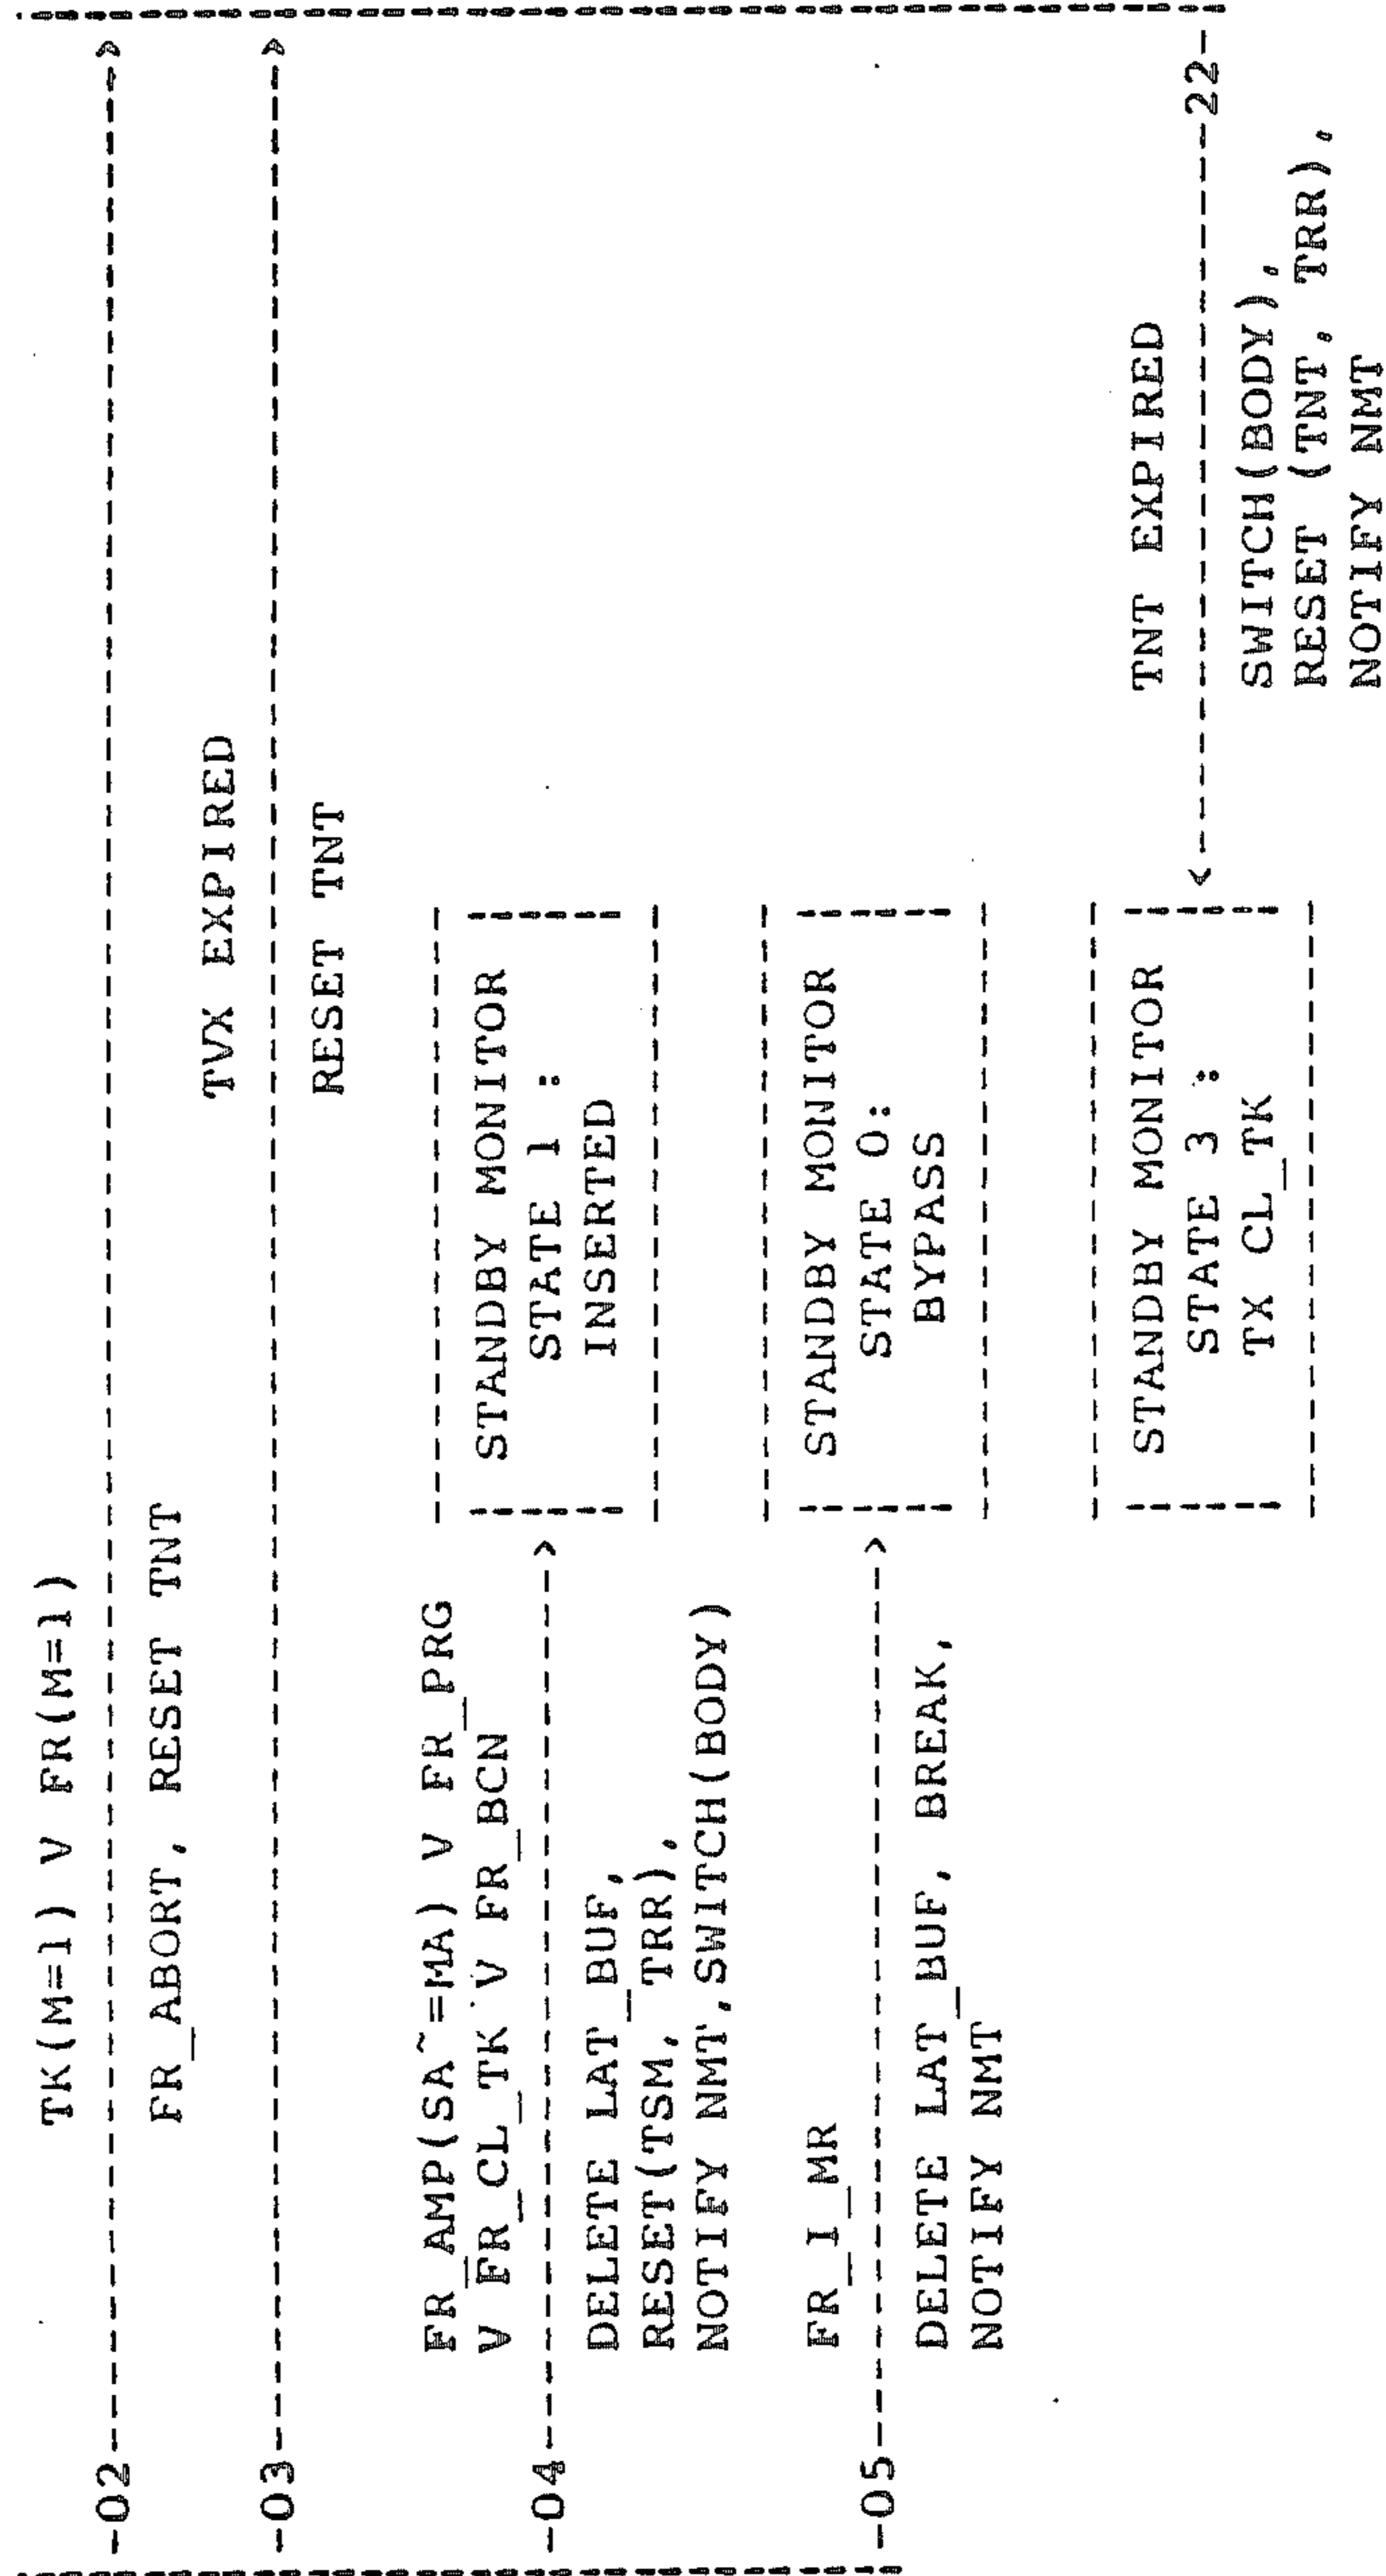 TK(M=1) V FR(M=1)
-02-
FR_ABORT, RESET TNT
TVX EXPIRED
-03-
RESET TNT
FR_AMP(SA~=MA) V FR_PRG
V FR_CL_TK V FR_BCN
-04-
DELETE LAT_BUF,
RESET(TSM, TRR),
NOTIFY NMT,SWITCH(BODY)
STANDBY MONITOR
STATE 1 :
INSERTED
FR_I_MR
-05-
DELETE LAT_BUF, BREAK,
NOTIFY NMT
STANDBY MONITOR
STATE 0:
BYPASS
STANDBY MONITOR
STATE 3 :
TX CL_TK
TNT EXPIRED
-22-
SWITCH(BODY),
RESET (TNT, TRR),
NOTIFY NMT